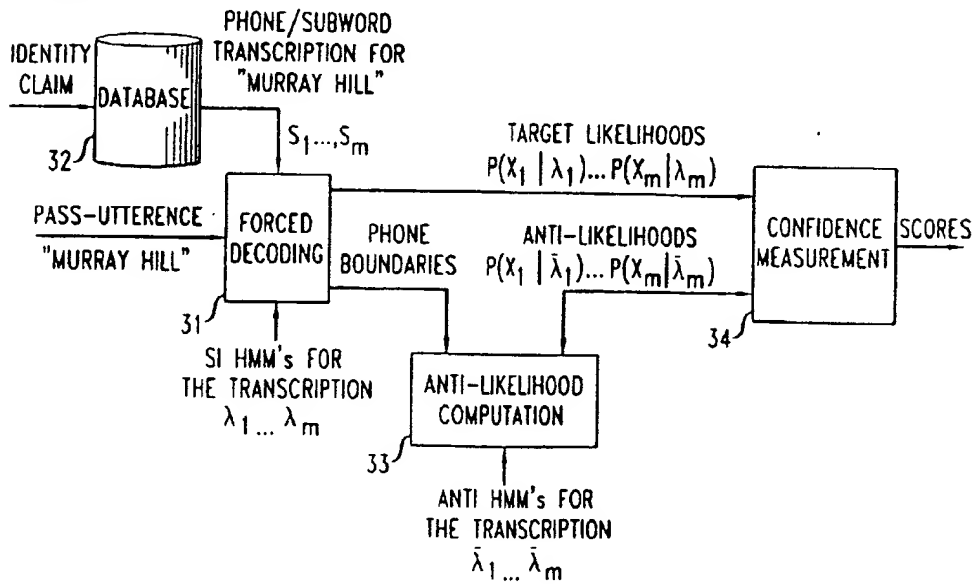 PHONE/SUBWORD
TRANSCRIPTION FOR
"MURRAY HILL"
IDENTITY
CLAIM
DATABASE
32
S₁...,Sₘ
TARGET LIKELIHOODS
P(X₁ | λ₁)... P(Xₘ | λₘ)
PASS-UTTERENCE
"MURRAY HILL"
FORCED
DECODING
31
PHONE
BOUNDARIES
ANTI-LIKELIHOODS
P(X₁ | λ̄₁)... P(Xₘ | λ̄ₘ)
CONFIDENCE
MEASUREMENT
34
SCORES
SI HMM's FOR
THE TRANSCRIPTION
λ₁... λₘ
ANTI-LIKELIHOOD
COMPUTATION
33
ANTI HMM's FOR
THE TRANSCRIPTION
λ̄₁... λ̄ₘ